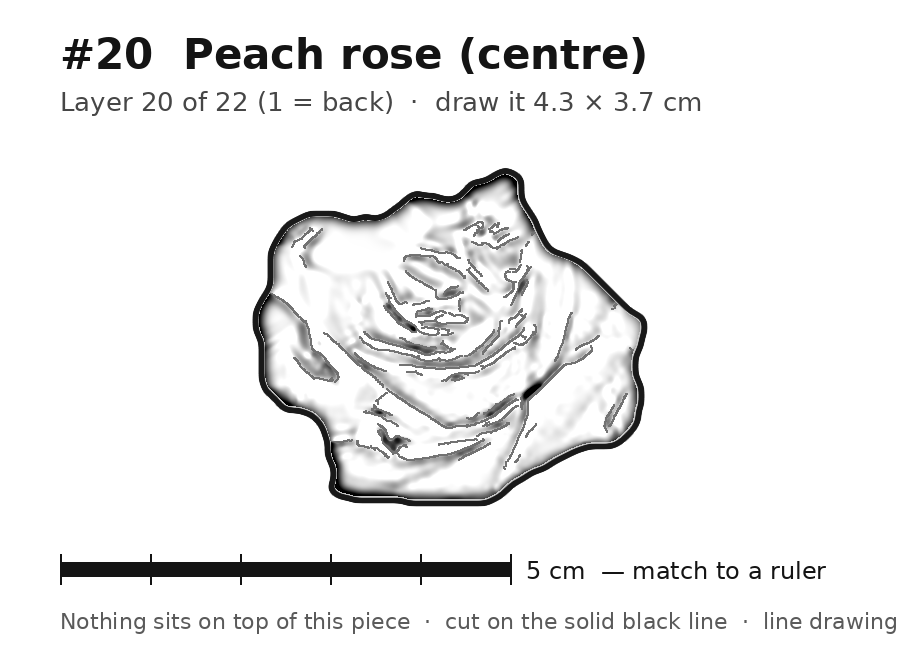 #20 Peach rose (centre)
Layer 20 of 22 (1 = back) · draw it 4.3 × 3.7 cm
5 cm — match to a ruler
Nothing sits on top of this piece · cut on the solid black line · line drawing